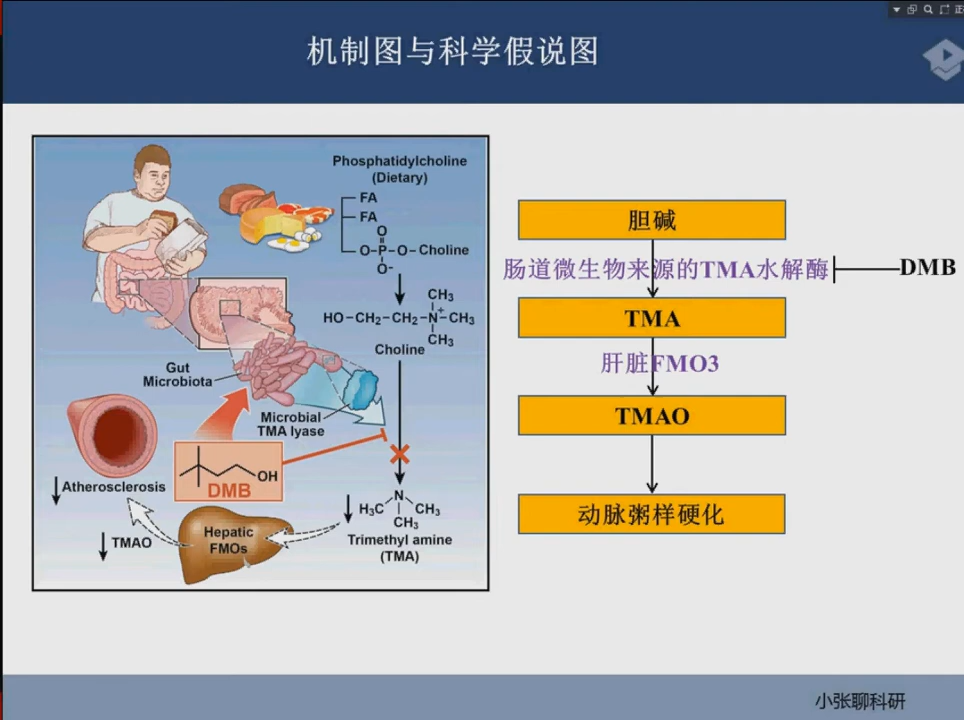 机制图与科学假说图
Phosphatidylcholine
(Dietary)
FA
FA
O
O-P-O-Choline
O-
CH3
HO-CH2-CH2-N+-CH3
CH3
Choline
Gut
Microbiota
Microbial
TMA lyase
OH
DMB
Atherosclerosis
N
H3C CH3
CH3
Trimethyl amine
(TMA)
Hepatic
FMOs
TMAO
胆碱
肠道微生物来源的TMA水解酶
DMB
TMA
肝脏FMO3
TMAO
动脉粥样硬化
小张聊科研